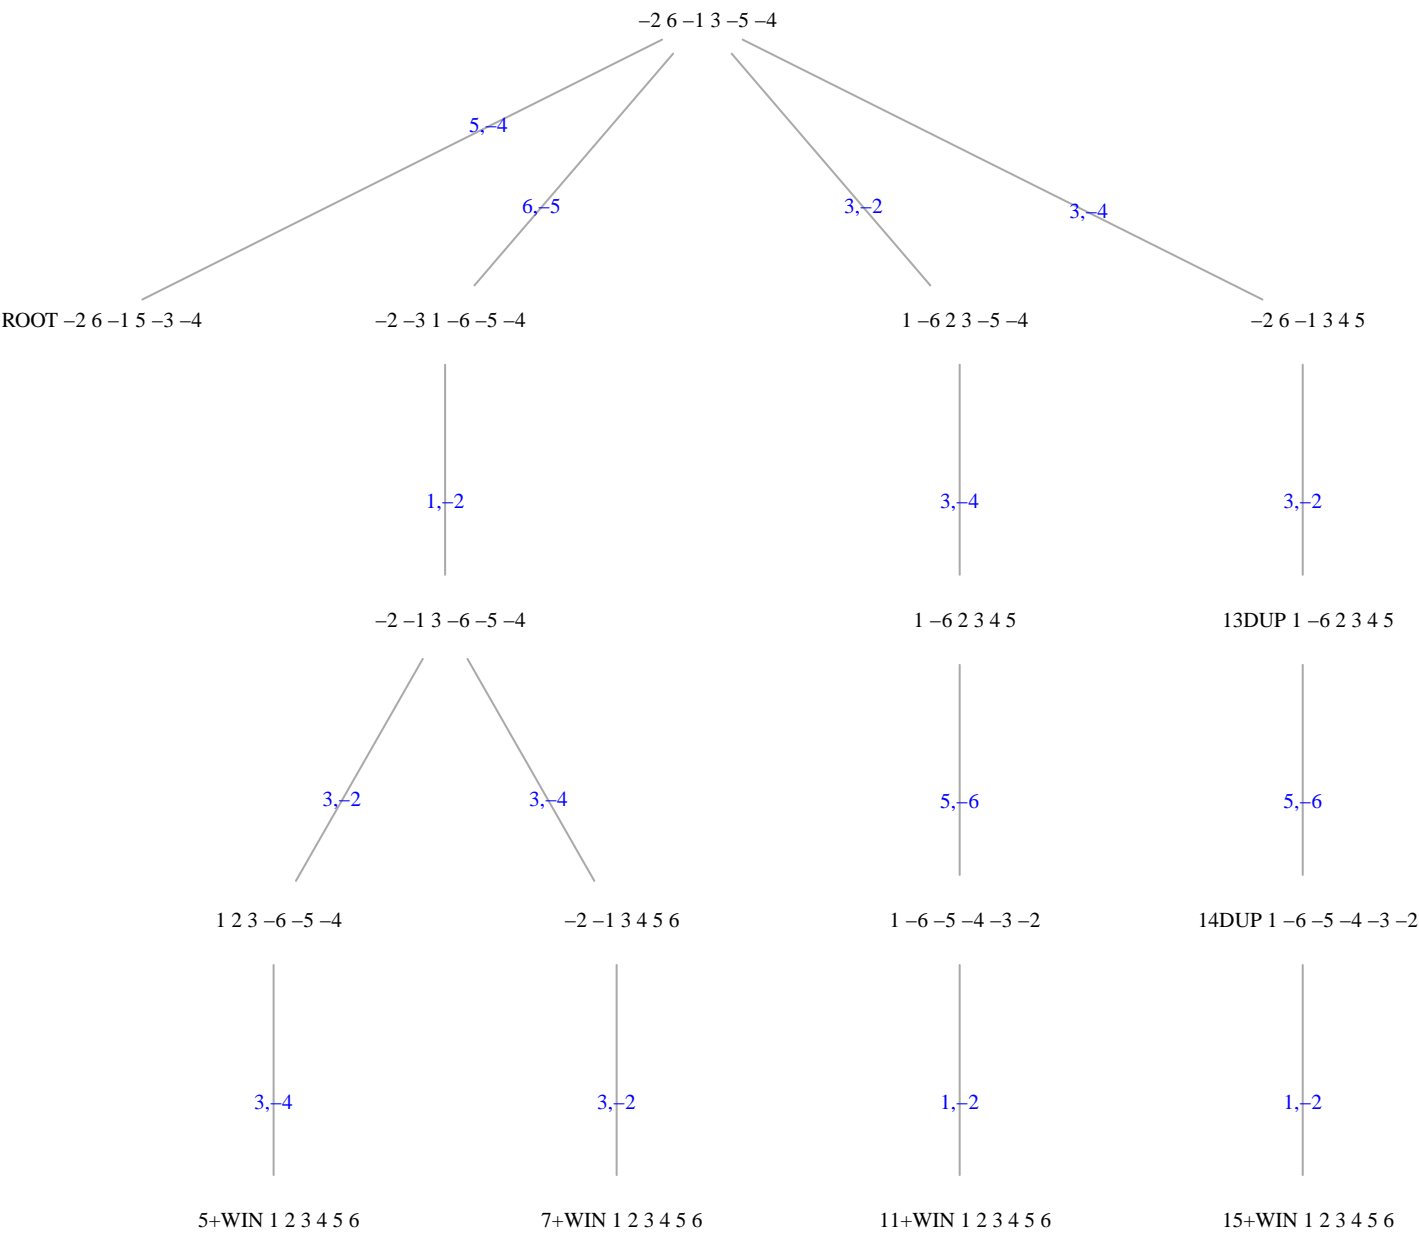 –2 6 –1 3 –5 –4
5,–4
6,–5
3,–2
3,–4
ROOT –2 6 –1 5 –3 –4
–2 –3 1 –6 –5 –4
1 –6 2 3 –5 –4
–2 6 –1 3 4 5
1,–2
3,–4
3,–2
–2 –1 3 –6 –5 –4
1 –6 2 3 4 5
13DUP 1 –6 2 3 4 5
3,–2
3,–4
5,–6
5,–6
1 2 3 –6 –5 –4
–2 –1 3 4 5 6
1 –6 –5 –4 –3 –2
14DUP 1 –6 –5 –4 –3 –2
3,–4
3,–2
1,–2
1,–2
5+WIN 1 2 3 4 5 6
7+WIN 1 2 3 4 5 6
11+WIN 1 2 3 4 5 6
15+WIN 1 2 3 4 5 6